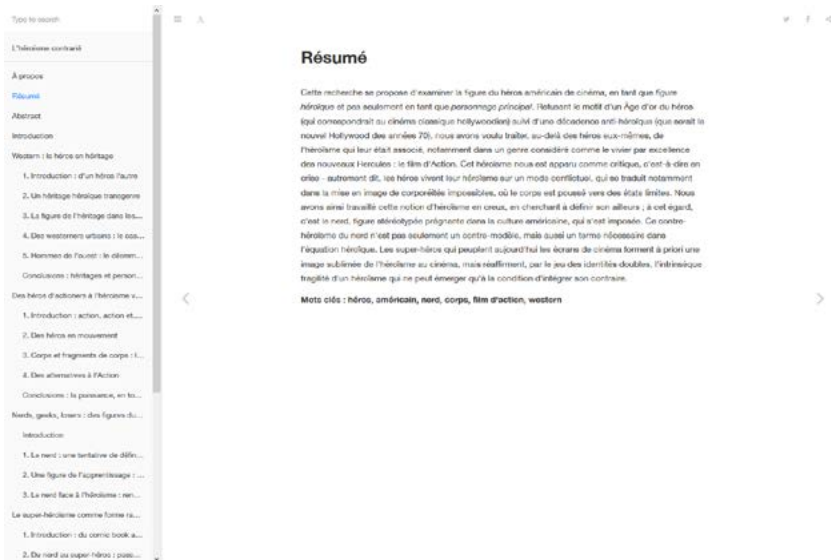 Type to search
L'héroïsme contrarié
À propos
Résumé
Abstract
Introduction
Western : le héros en héritage
1. Introduction : d'un héros l'autre
2. Un héritage héroïque transgenre
3. La figure de l'héritage dans les...
4. Des westerners urbains : le cas...
5. Hommes de l'ouest : le dilemm...
Conclusions : héritages et person...
Des héros d'actioners à l'héroïsme v...
1. Introduction : action, action et....
2. Des héros en mouvement
3. Corps et fragments de corps : l...
4. Des alternatives à l'Action
Conclusions : la puissance, en to...
Nerds, geeks, losers : des figures du...
Introduction
1. Le nerd : une tentative de défin...
2. Une figure de l'apprentissage : ...
3. Le nerd face à l'héroïsme : ren...
Le super-héroïsme comme forme ra...
1. Introduction : du comic book a...
2. Du nerd au super-héros : pass...
Résumé
Cette recherche se propose d'examiner la figure du héros américain de cinéma, en tant que figure
héroïque et pas seulement en tant que personnage principal. Refusant le motif d'un Âge d'or du héros
(qui correspondrait au cinéma classique hollywoodien) suivi d'une décadence anti-héroïque (que serait le
nouvel Hollywood des années 70), nous avons voulu traiter, au-delà des héros eux-mêmes, de
l'héroïsme qui leur était associé, notamment dans un genre considéré comme le vivier par excellence
des nouveaux Hercules : le film d'Action. Cet héroïsme nous est apparu comme critique, c'est-à-dire en
crise - autrement dit, les héros vivent leur héroïsme sur un mode conflictuel, qui se traduit notamment
dans la mise en image de corporéités impossibles, où le corps est poussé vers des états limites. Nous
avons ainsi travaillé cette notion d'héroïsme en creux, en cherchant à définir son ailleurs ; à cet égard,
c'est le nerd, figure stéréotypée prégnante dans la culture américaine, qui s'est imposée. Ce contre-
héroïsme du nerd n'est pas seulement un contre-modèle, mais aussi un terme nécessaire dans
l'équation héroïque. Les super-héros qui peuplent aujourd'hui les écrans de cinéma forment à priori une
image sublimée de l'héroïsme au cinéma, mais réaffirment, par le jeu des identités doubles, l'intrinsèque
fragilité d'un héroïsme qui ne peut émerger qu'à la condition d'intégrer son contraire.
Mots clés : héros, américain, nerd, corps, film d'action, western